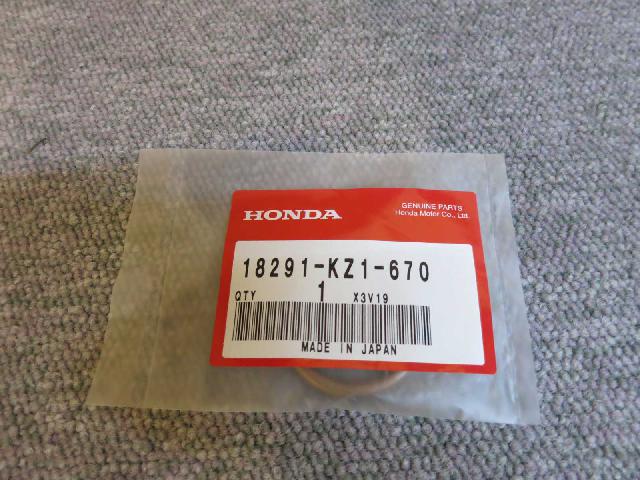 HONDA
GENUINE PARTS
Honda Motor Co., Ltd.
18291-KZ1-670
QTY 1 X3V19
MADE IN JAPAN